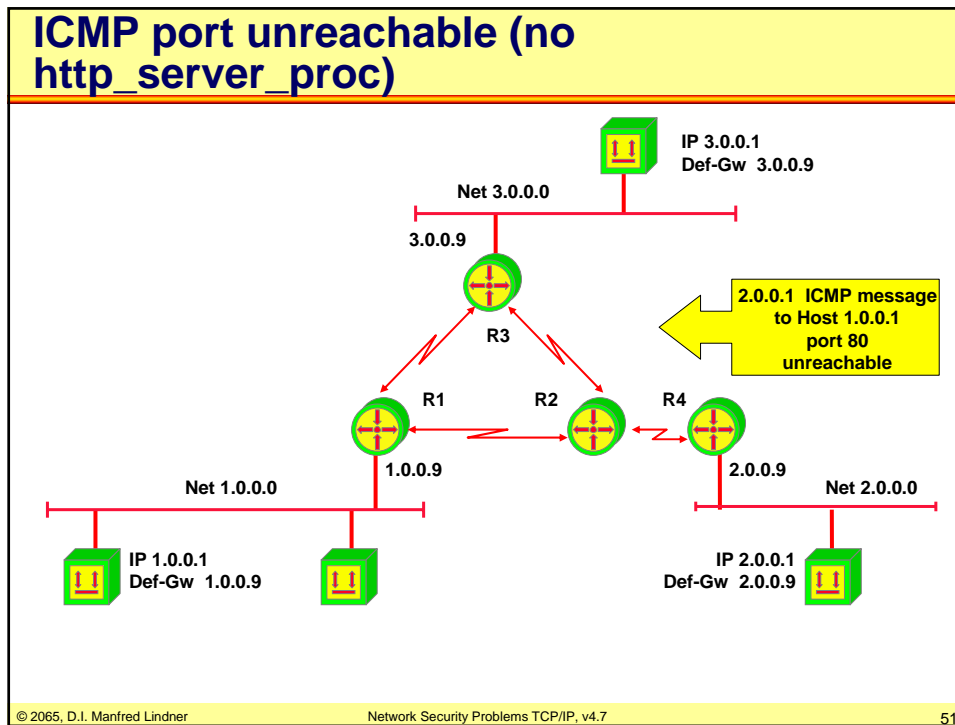 ICMP port unreachable (no
http_server_proc)
IP 3.0.0.1
Def-Gw 3.0.0.9
Net 3.0.0.0
3.0.0.9
R3
2.0.0.1 ICMP message
to Host 1.0.0.1
port 80
unreachable
R1
R2
R4
1.0.0.9
2.0.0.9
Net 1.0.0.0
Net 2.0.0.0
IP 1.0.0.1
Def-Gw 1.0.0.9
IP 2.0.0.1
Def-Gw 2.0.0.9
© 2065, D.I. Manfred Lindner
Network Security Problems TCP/IP, v4.7
51